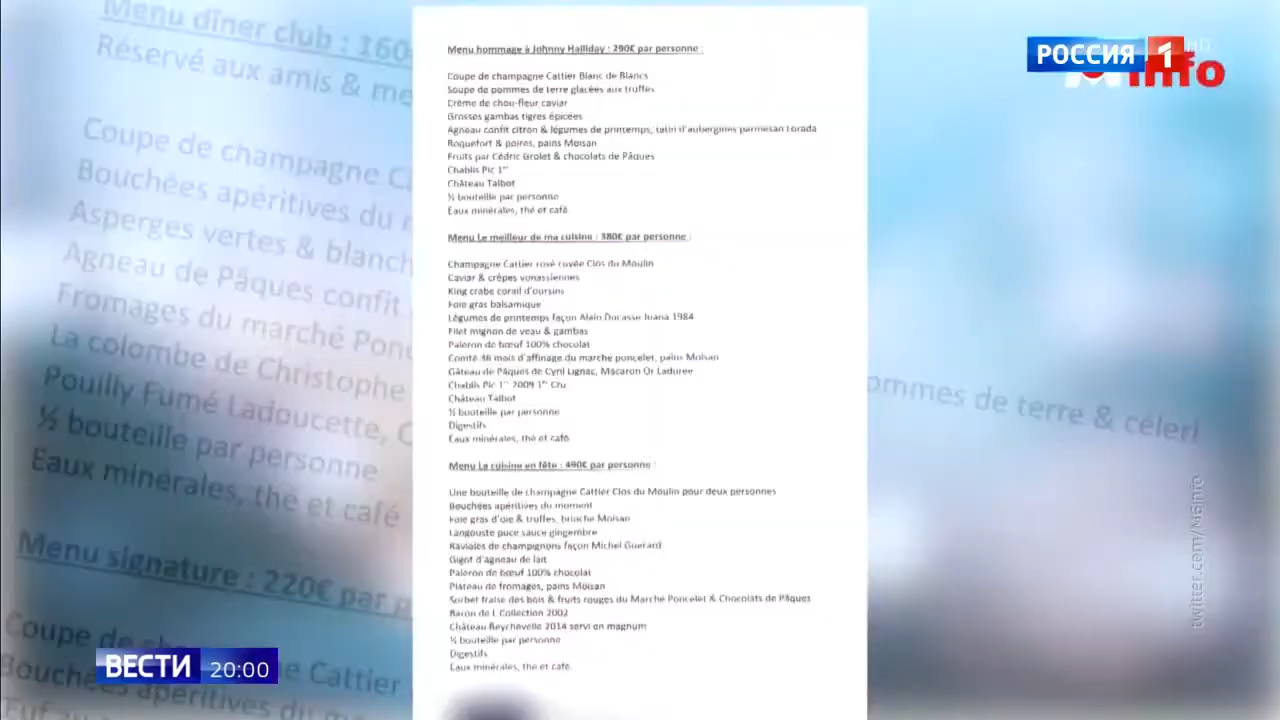 Menu dîner club : 160
Réservé aux amis & me
Coupe de champagne C
Bouchées apéritives du
Asperges vertes & blanch
Agneau de Pâques confit
Fromages du marché Pon
La colombe de Christophe
Pouilly Fumé Ladoucette, C
½ bouteille par personne
Eaux minérales, thé et café
Menu signature : 220€ par p
Coupe de cha ne Cattier
Bouchées apéritives du m
Menu hommage à Johnny Halliday : 290€ par personne :
Coupe de champagne Cattier Blanc de Blancs
Soupe de pommes de terre glacées aux truffes
Crème de chou-fleur caviar
Grosses gambas tigres épicées
Agneau confit citron & légumes de printemps, tatin d'aubergines parmesan Lorada
Roquefort & poires, pains Moisan
Fruits par Cédric Grolet & chocolats de Pâques
Chablis Pic 1er
Château Talbot
½ bouteille par personne
Eaux minérales, thé et café
Menu Le meilleur de ma cuisine : 380€ par personne :
Champagne Cattier rosé cuvée Clos du Moulin
Caviar & crêpes vonassiennes
King crabe corail d'oursins
Foie gras balsamique
Légumes de printemps façon Alain Ducasse Juana 1984
Filet mignon de veau & gambas
Paleron de bœuf 100% chocolat
Comté 36 mois d'affinage du marché poncelet, pains Moisan
Gâteau de Pâques de Cyril Lignac, Macaron Or Ladurée
Chablis Pic 1er 2009 1er Cru
Château Talbot
½ bouteille par personne
Digestifs
Eaux minérales, thé et café
Menu La cuisine en fête : 490€ par personne :
Une bouteille de champagne Cattier Clos du Moulin pour deux personnes
Bouchées apéritives du moment
Foie gras d'oie & truffes, brioche Moisan
Langouste puce sauce gingembre
Ravioles de champignons façon Michel Guérard
Gigot d'agneau de lait
Paleron de bœuf 100% chocolat
Plateau de fromages, pains Moisan
Sorbet fraise des bois & fruits rouges du Marché Poncelet & Chocolats de Pâques
Baron de L Collection 2002
Château Beychevelle 2014 servi en magnum
½ bouteille par personne
Digestifs
Eaux minérales, thé et café
РОССИЯ 1
info
ommes de terre & céleri
twitter.com/M6info
ВЕСТИ 20:00